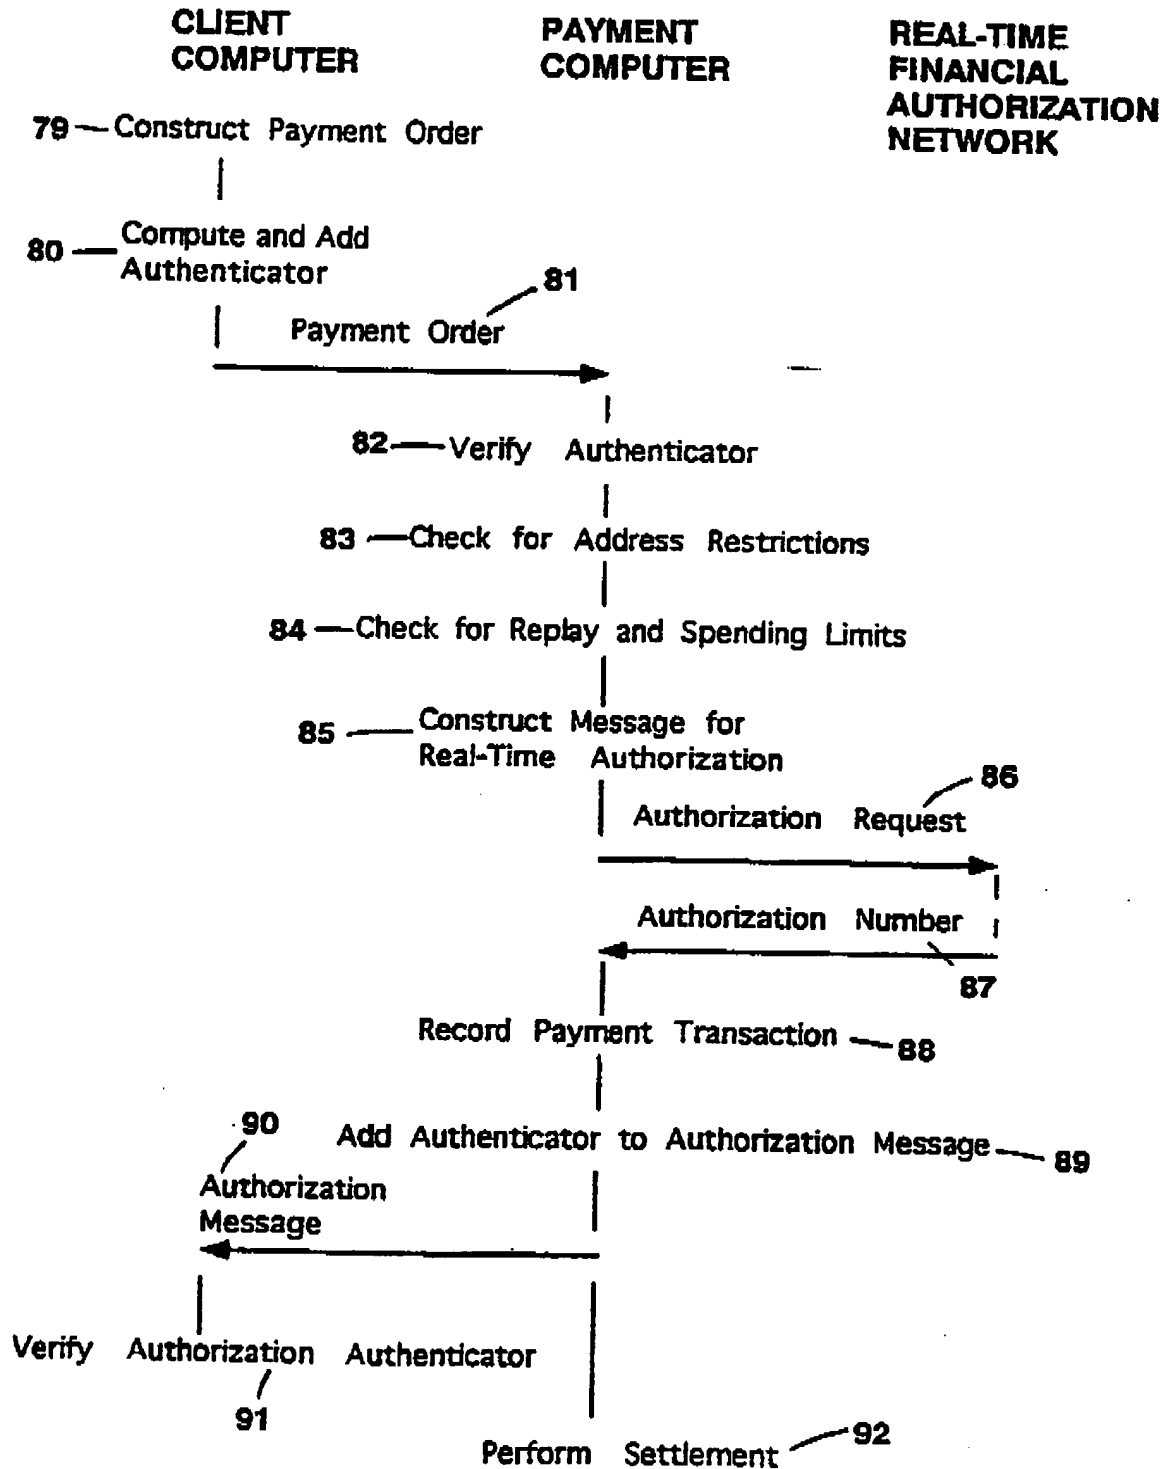 CLIENT
COMPUTER
PAYMENT
COMPUTER
REAL-TIME
FINANCIAL
AUTHORIZATION
NETWORK
79 Construct Payment Order
80 Compute and Add
Authenticator
81
Payment Order
82 Verify Authenticator
83 Check for Address Restrictions
84 Check for Replay and Spending Limits
85 Construct Message for
Real-Time Authorization
86
Authorization Request
Authorization Number
87
Record Payment Transaction 88
Add Authenticator to Authorization Message 89
90
Authorization
Message
Verify Authorization Authenticator
91
Perform Settlement 92